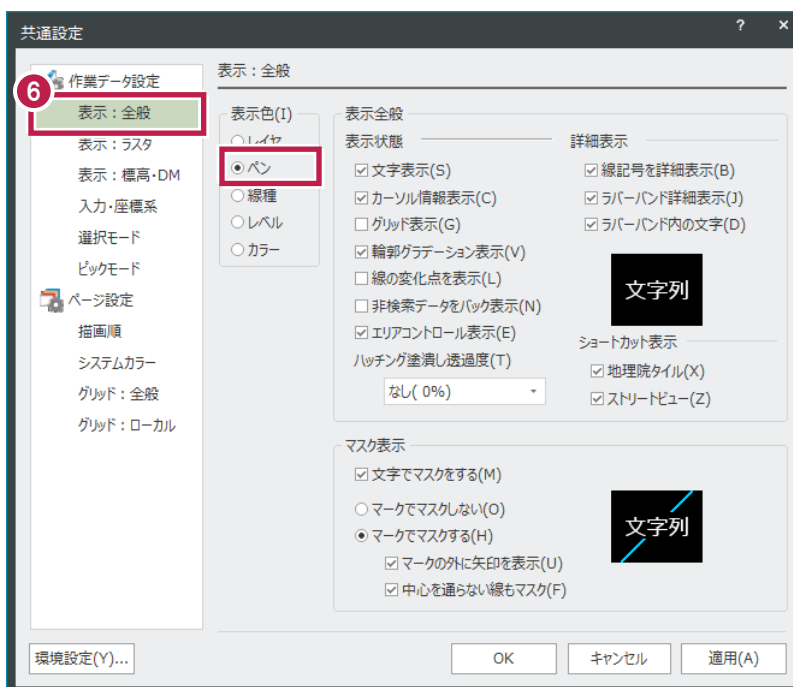 共通設定
? ×
作業データ設定
6
表示：全般
表示：ラスタ
表示：標高・DM
入力・座標系
選択モード
ピックモード
ページ設定
描画順
システムカラー
グリッド：全般
グリッド：ローカル
表示：全般
表示色(I)
レイヤ
ペン
線種
レベル
カラー
表示全般
表示状態
文字表示(S)
カーソル情報表示(C)
グリッド表示(G)
輪郭グラデーション表示(V)
線の変化点を表示(L)
非検索データをバック表示(N)
エリアコントロール表示(E)
ハッチング塗潰し透過度(T)
なし( 0%)
詳細表示
線記号を詳細表示(B)
ラバーバンド詳細表示(J)
ラバーバンド内の文字(D)
文字列
ショートカット表示
地理院タイル(X)
ストリートビュー(Z)
マスク表示
文字でマスクをする(M)
マークでマスクしない(O)
マークでマスクする(H)
マークの外に矢印を表示(U)
中心を通らない線もマスク(F)
文字列
環境設定(Y)...
OK
キャンセル
適用(A)